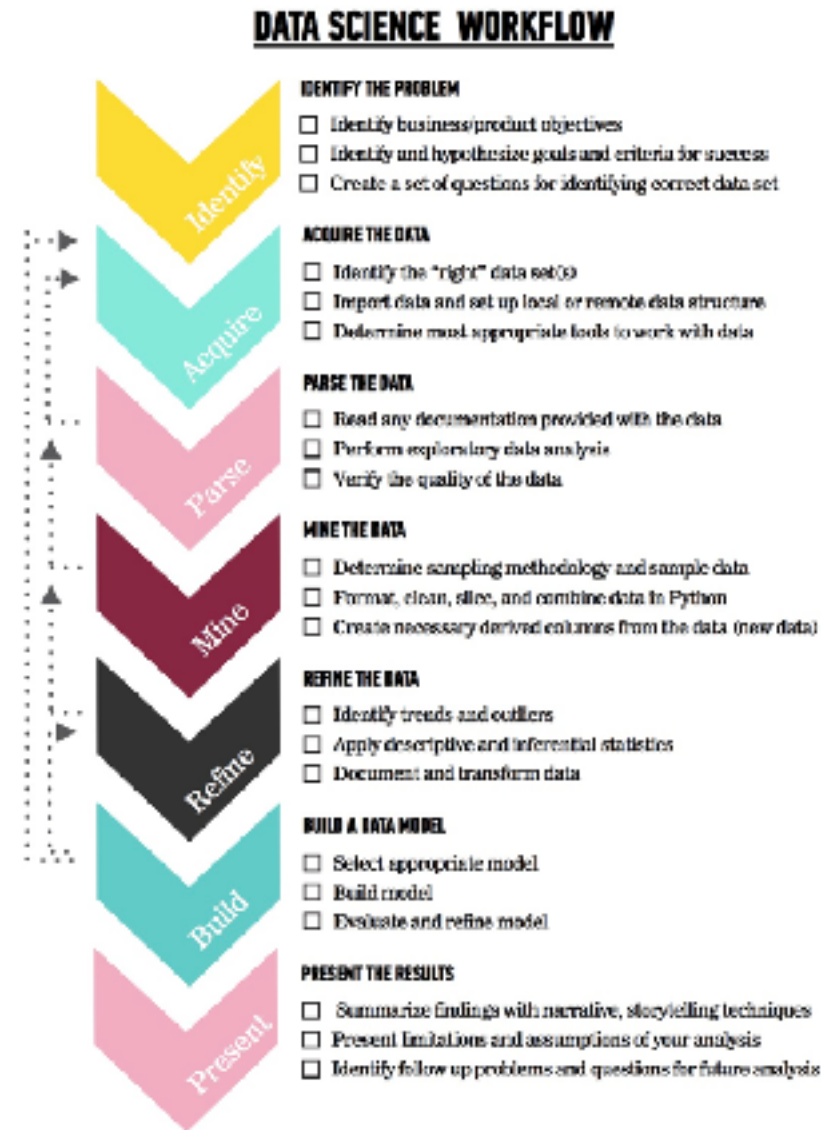 DATA SCIENCE WORKFLOW
Identify
IDENTIFY THE PROBLEM
Identify business/product objectives
Identify and hypothesize goals and criteria for success
Create a set of questions for identifying correct data set
Acquire
ACQUIRE THE DATA
Identify the "right" data set(s)
Import data and set up local or remote data structure
Determine most appropriate tools to work with data
Parse
PARSE THE DATA
Read any documentation provided with the data
Perform exploratory data analysis
Verify the quality of the data
Mine
MINE THE DATA
Determine sampling methodology and sample data
Format, clean, slice, and combine data in Python
Create necessary derived columns from the data (new data)
Refine
REFINE THE DATA
Identify trends and outliers
Apply descriptive and inferential statistics
Document and transform data
Build
BUILD A DATA MODEL
Select appropriate model
Build model
Evaluate and refine model
Present
PRESENT THE RESULTS
Summarize findings with narrative, storytelling techniques
Present limitations and assumptions of your analysis
Identify follow up problems and questions for future analysis